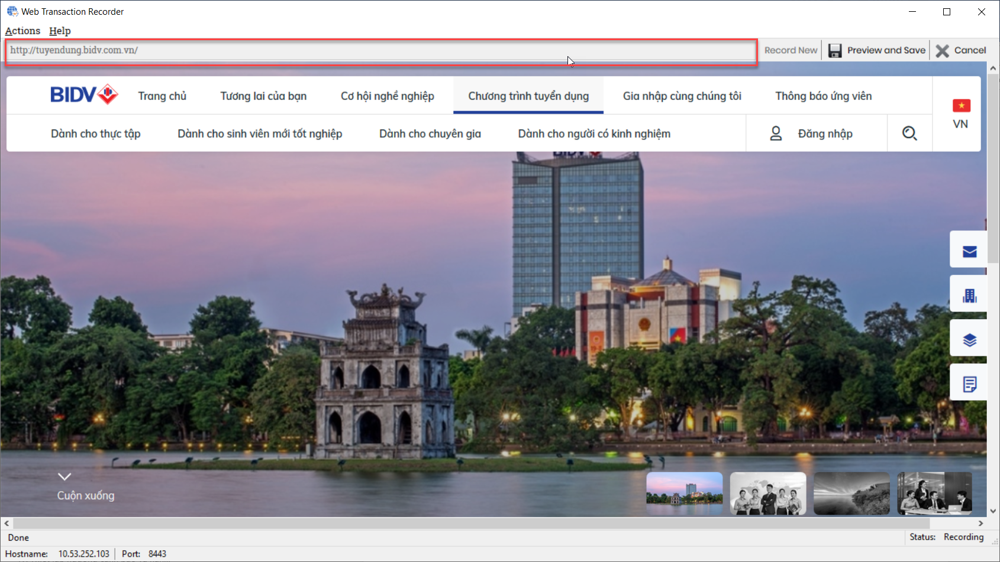 Web Transaction Recorder
Actions Help
http://tuyendung.bidv.com.vn/ Record New Preview and Save Cancel
BIDV Trang chủ Tương lai của bạn Cơ hội nghề nghiệp Chương trình tuyển dụng Gia nhập cùng chúng tôi Thông báo ứng viên
VN
Dành cho thực tập Dành cho sinh viên mới tốt nghiệp Dành cho chuyên gia Dành cho người có kinh nghiệm Đăng nhập
Cuộn xuống
Done Status: Recording
Hostname: 10.53.252.103 Port: 8443